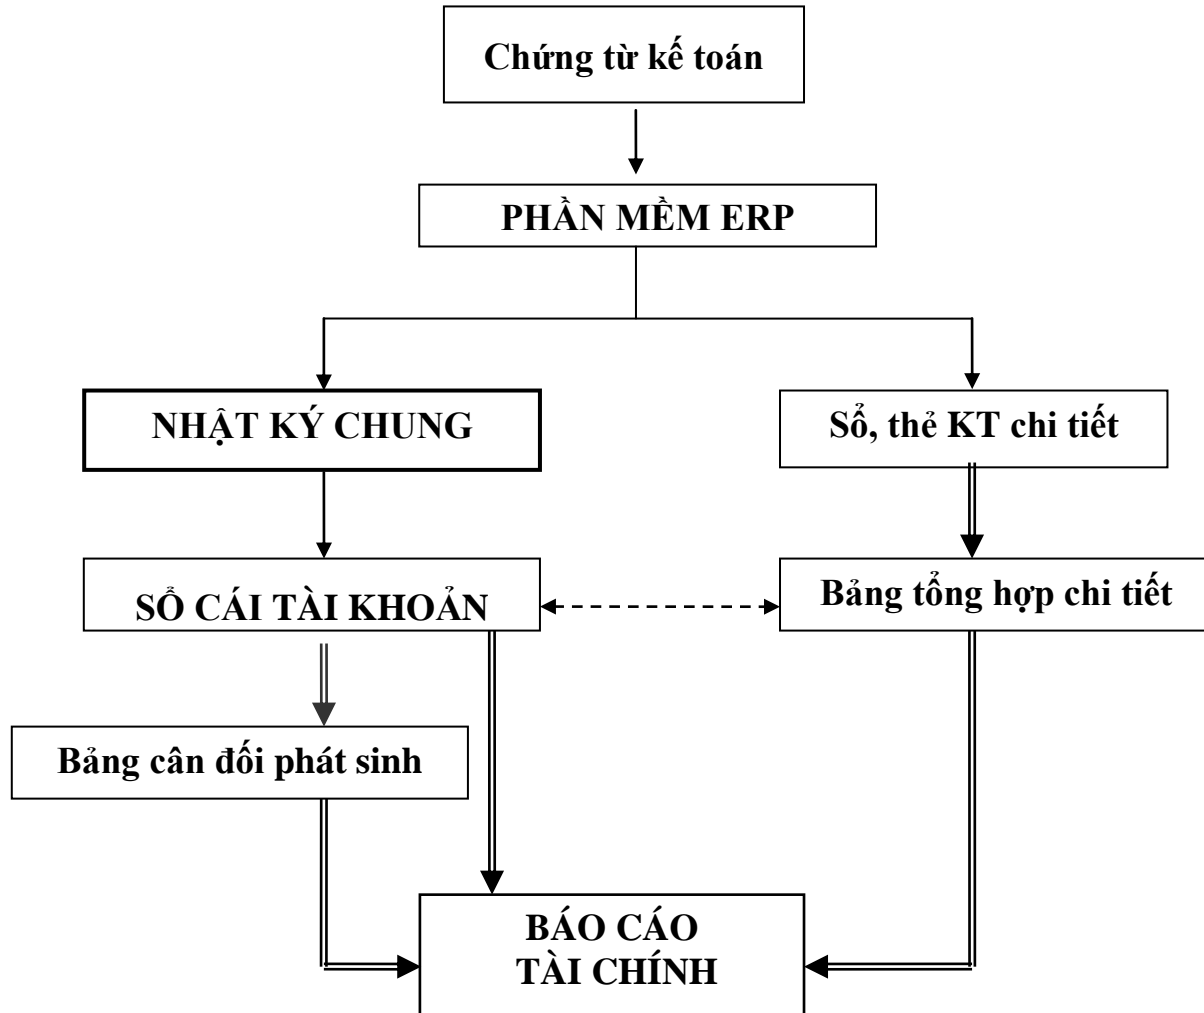 Chứng từ kế toán
PHẦN MỀM ERP
NHẬT KÝ CHUNG
Sổ, thẻ KT chi tiết
SỔ CÁI TÀI KHOẢN
Bảng tổng hợp chi tiết
Bảng cân đối phát sinh
BÁO CÁO
TÀI CHÍNH